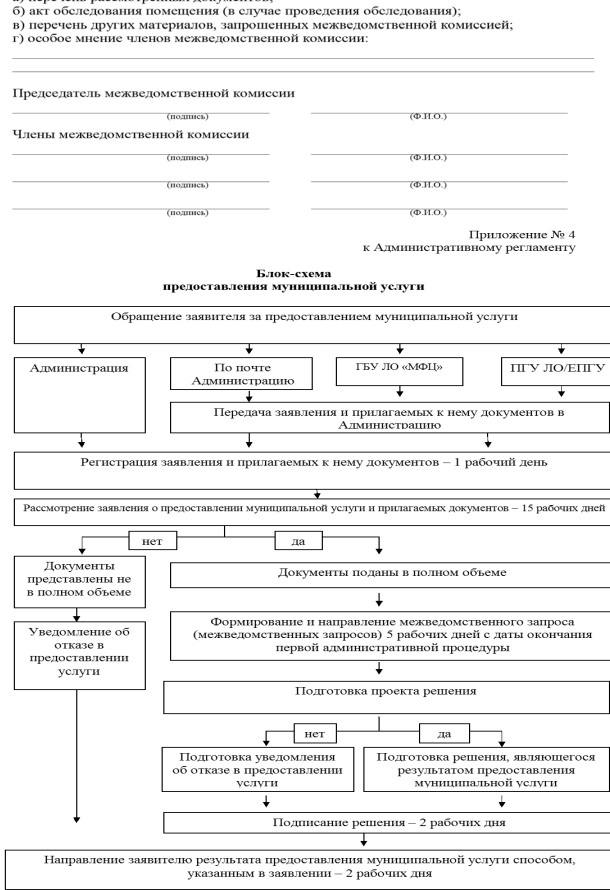 а) перечень рассмотренных документов;
б) акт обследования помещения (в случае проведения обследования);
в) перечень других материалов, запрошенных межведомственной комиссией;
г) особое мнение членов межведомственной комиссии:
Председатель межведомственной комиссии
(подпись) (Ф.И.О.)
Члены межведомственной комиссии
(подпись) (Ф.И.О.)
(подпись) (Ф.И.О.)
(подпись) (Ф.И.О.)
Приложение № 4
к Административному регламенту
Блок-схема
предоставления муниципальной услуги
Обращение заявителя за предоставлением муниципальной услуги
Администрация
По почте
Администрацию
ГБУ ЛО «МФЦ»
ПГУ ЛО/ЕПГУ
Передача заявления и прилагаемых к нему документов в
Администрацию
Регистрация заявления и прилагаемых к нему документов – 1 рабочий день
Рассмотрение заявления о предоставлении муниципальной услуги и прилагаемых документов – 15 рабочих дней
нет
да
Документы
представлены не
в полном объеме
Документы поданы в полном объеме
Уведомление об
отказе в
предоставлении
услуги
Формирование и направление межведомственного запроса
(межведомственных запросов) 5 рабочих дней с даты окончания
первой административной процедуры
Подготовка проекта решения
нет
да
Подготовка уведомления
об отказе в предоставлении
услуги
Подготовка решения, являющегося
результатом предоставления
муниципальной услуги
Подписание решения – 2 рабочих дня
Направление заявителю результата предоставления муниципальной услуги способом,
указанным в заявлении – 2 рабочих дня